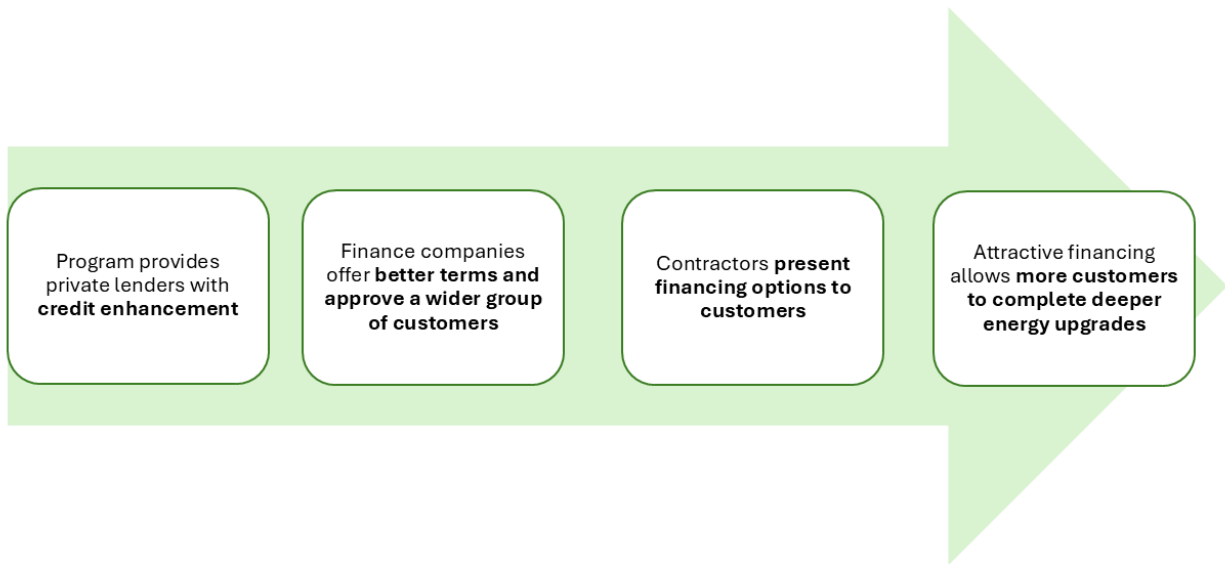 Program provides
private lenders with
credit enhancement
Finance companies
offer better terms and
approve a wider group
of customers
Contractors present
financing options to
customers
Attractive financing
allows more customers
to complete deeper
energy upgrades